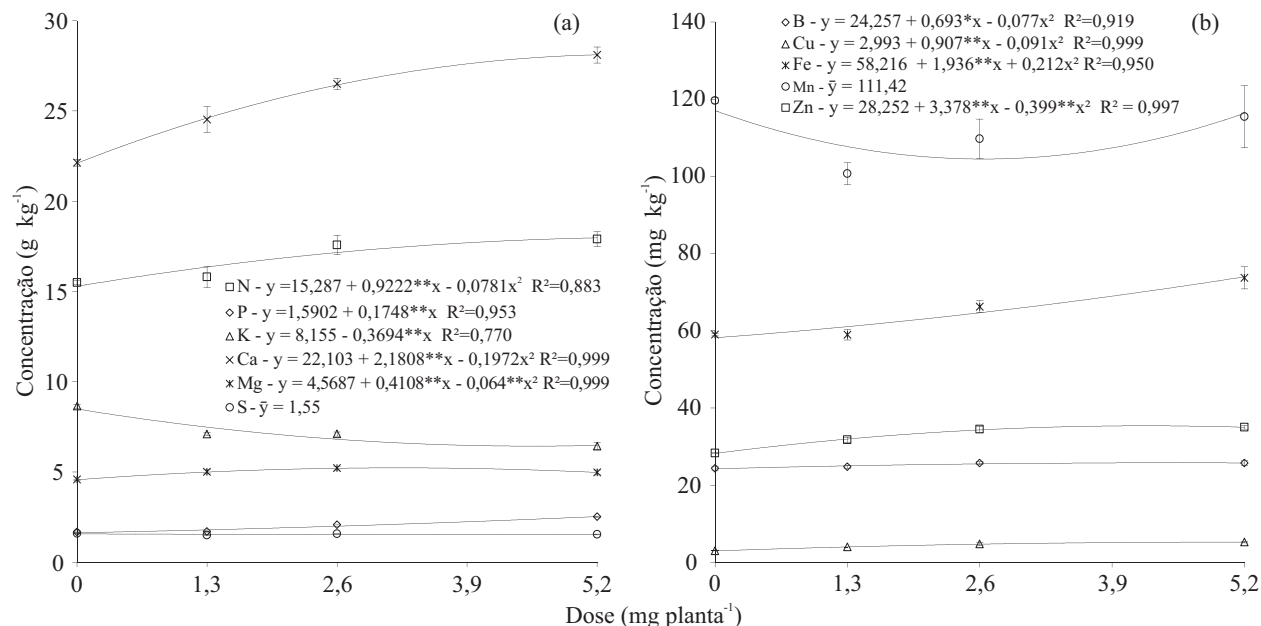 (a)
Concentração (g kg⁻¹)
30
25
20
15
10
5
0
N - y =15,287 + 0,9222**x - 0,0781x² R²=0,883
P - y =1,5902 + 0,1748**x R²=0,953
K - y = 8,155 - 0,3694**x R²=0,770
Ca - y = 22,103 + 2,1808**x - 0,1972x² R²=0,999
Mg - y = 4,5687 + 0,4108**x - 0,064**x² R²=0,999
S - ȳ = 1,55
0 1,3 2,6 3,9 5,2
(b)
Concentração (mg kg⁻¹)
140
120
100
80
60
40
20
0
B - y = 24,257 + 0,693*x - 0,077x² R²=0,919
Cu - y = 2,993 + 0,907**x - 0,091x² R²=0,999
Fe - y = 58,216 + 1,936**x + 0,212x² R²=0,950
Mn - ȳ = 111,42
Zn - y = 28,252 + 3,378**x - 0,399**x² R² = 0,997
0 1,3 2,6 3,9 5,2
Dose (mg planta⁻¹)